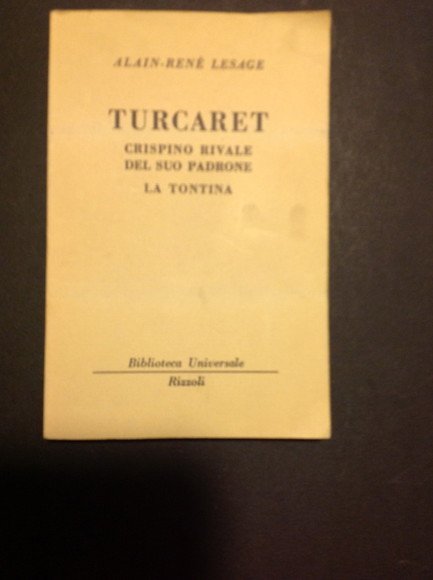 ALAIN-RENÉ LESAGE
TURCARET
CRISPINO RIVALE
DEL SUO PADRONE
LA TONTINA
Biblioteca Universale
Rizzoli